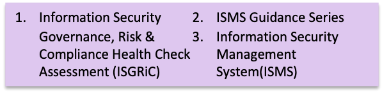 1. Information Security
Governance, Risk &
Compliance Health Check
Assessment (ISGRiC)
2. ISMS Guidance Series
3. Information Security
Management
System(ISMS)